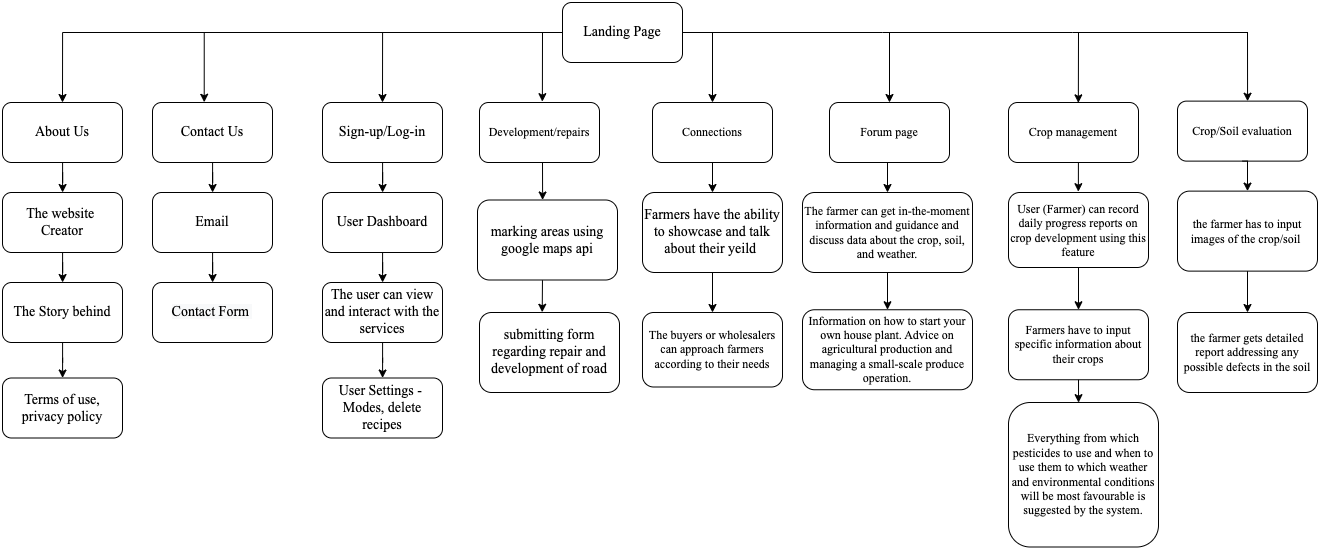 Landing Page
About Us
Contact Us
Sign-up/Log-in
Development/repairs
Connections
Forum page
Crop management
Crop/Soil evaluation
The website
Creator
Email
User Dashboard
marking areas using
google maps api
Farmers have the ability
to showcase and talk
about their yeild
The farmer can get in-the-moment
information and guidance and
discuss data about the crop, soil,
and weather.
User (Farmer) can record
daily progress reports on
crop development using this
feature
the farmer has to input
images of the crop/soil
The Story behind
Contact Form
The user can view
and interact with the
services
submitting form
regarding repair and
development of road
The buyers or wholesalers
can approach farmers
according to their needs
Information on how to start your
own house plant. Advice on
agricultural production and
managing a small-scale produce
operation.
Farmers have to input
specific information about
their crops
the farmer gets detailed
report addressing any
possible defects in the soil
Terms of use,
privacy policy
User Settings -
Modes, delete
recipes
Everything from which
pesticides to use and when to
use them to which weather
and environmental conditions
will be most favourable is
suggested by the system.